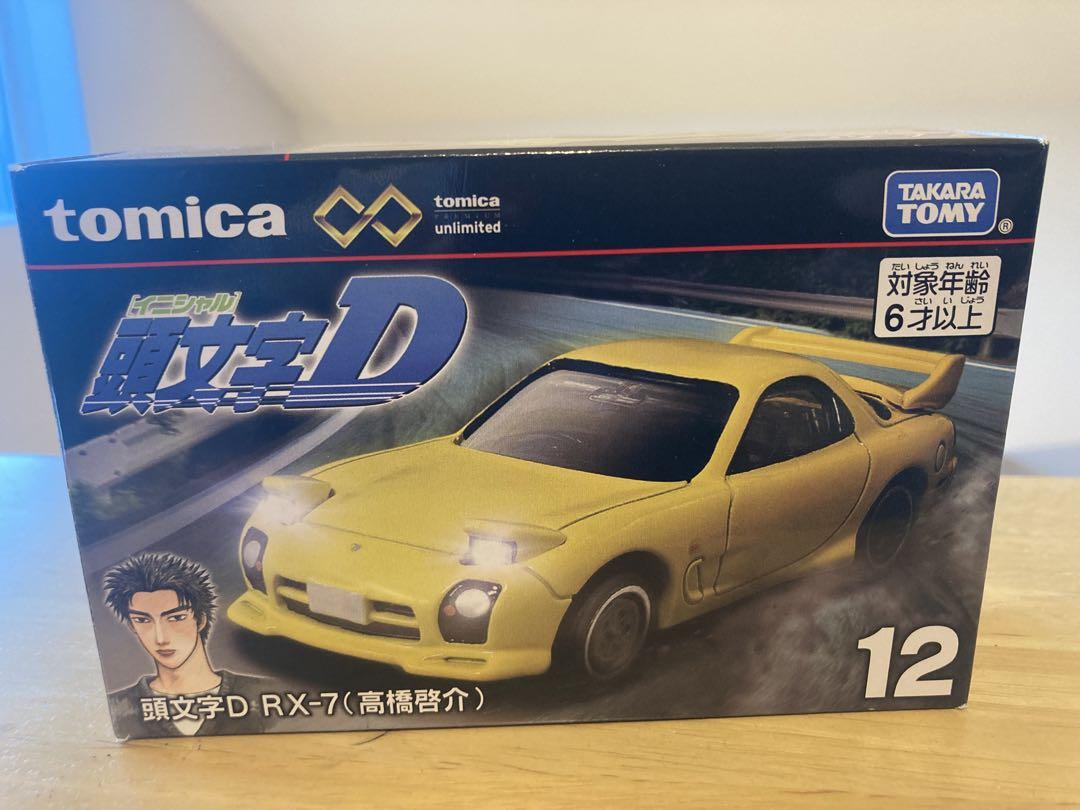 tomica
tomica
PREMIUM
unlimited
TAKARA
TOMY
®
たいしょうねんれい
対象年齢
さいいじょう
6才以上
イニシャル
頭文字D
頭文字D RX-7(高橋啓介)
12